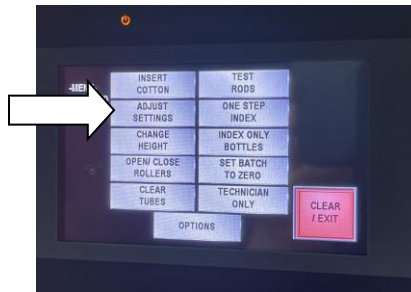 -MEN
INSERT
COTTON
TEST
RODS
ADJUST
SETTINGS
ONE STEP
INDEX
CHANGE
HEIGHT
INDEX ONLY
BOTTLES
OPEN/ CLOSE
ROLLERS
SET BATCH
TO ZERO
CLEAR
TUBES
TECHNICIAN
ONLY
OPTIONS
CLEAR
/ EXIT